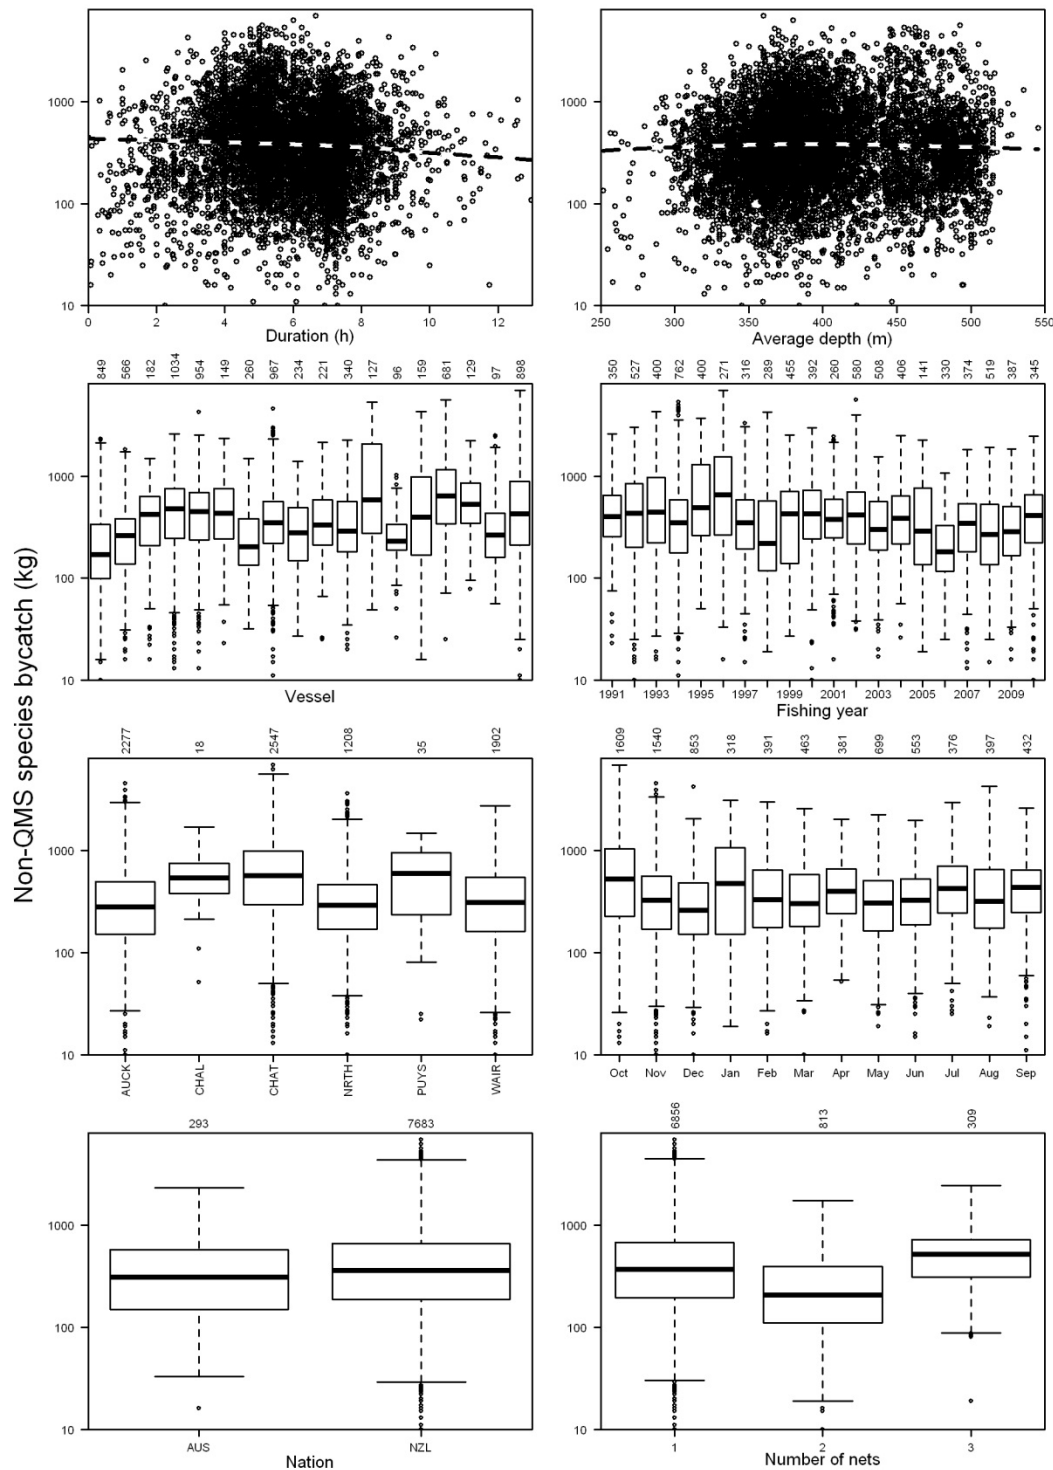 Non-QMS species bycatch (kg)
1000
100
10
0 2 4 6 8 10 12
Duration (h)
1000
100
10
250 300 350 400 450 500 550
Average depth (m)
849 566 182 1034 954 149 260 967 234 221 340 127 96 159 681 129 97 898
1000
100
10
Vessel
350 527 400 762 400 271 316 289 455 392 260 580 508 406 141 330 374 519 387 345
1000
100
10
1991 1993 1995 1997 1999 2001 2003 2005 2007 2009
Fishing year
2277 18 2547 1208 35 1902
1000
100
10
AUCK CHAL CHAT NRTH PUYS WAIR
1609 1540 853 318 391 463 381 699 553 376 397 432
1000
100
10
Oct Nov Dec Jan Feb Mar Apr May Jun Jul Aug Sep
293 7683
1000
100
10
AUS NZL
Nation
6856 813 309
1000
100
10
1 2 3
Number of nets